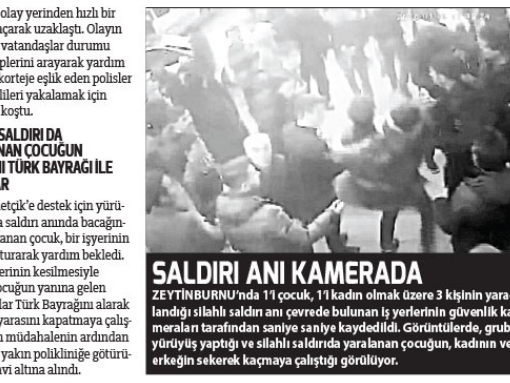 olay yerinden hızlı bir
açarak uzaklaştı. Olayın
vatandaşlar durumu
plerini arayarak yardım
korteje eşlik eden polisler
lileri yakalamak için
koştu.
SALDIRI DA
NAN ÇOCUĞUN
NI TÜRK BAYRAĞI İLE
AR
etçik'e destek için yürü-
a saldırı anında bacağın-
alanan çocuk, bir işyerinin
turarak yardım bekledi.
erinin kesilmesiyle
ocuğun yanına gelen
lar Türk Bayrağını alarak
yarasını kapatmaya çalış-
n müdahalenin ardından
yakın polikliniğe götürü-
avi altına alındı.
SALDIRI ANI KAMERADA
ZEYTİNBURNU'nda 1'i çocuk, 1'i kadın olmak üzere 3 kişinin yara-
landığı silahlı saldırı anı çevrede bulunan iş yerlerinin güvenlik ka-
meraları tarafından saniye saniye kaydedildi. Görüntülerde, grub
yürüyüş yaptığı ve silahlı saldırıda yaralanan çocuğun, kadının ve
erkeğin sekerek kaçmaya çalıştığı görülüyor.